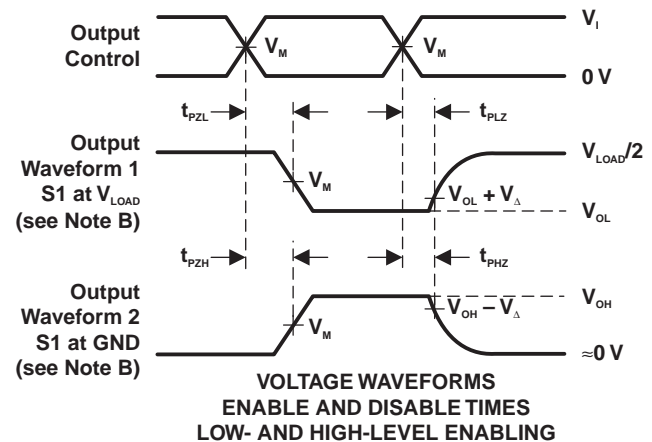 Output
Control
V_M
V_M
V_I
0 V
t_PZL
t_PLZ
Output
Waveform 1
S1 at V_LOAD
(see Note B)
V_M
V_OL + V_Δ
V_LOAD/2
V_OL
t_PZH
t_PHZ
Output
Waveform 2
S1 at GND
(see Note B)
V_M
V_OH − V_Δ
V_OH
≈0 V
VOLTAGE WAVEFORMS
ENABLE AND DISABLE TIMES
LOW- AND HIGH-LEVEL ENABLING